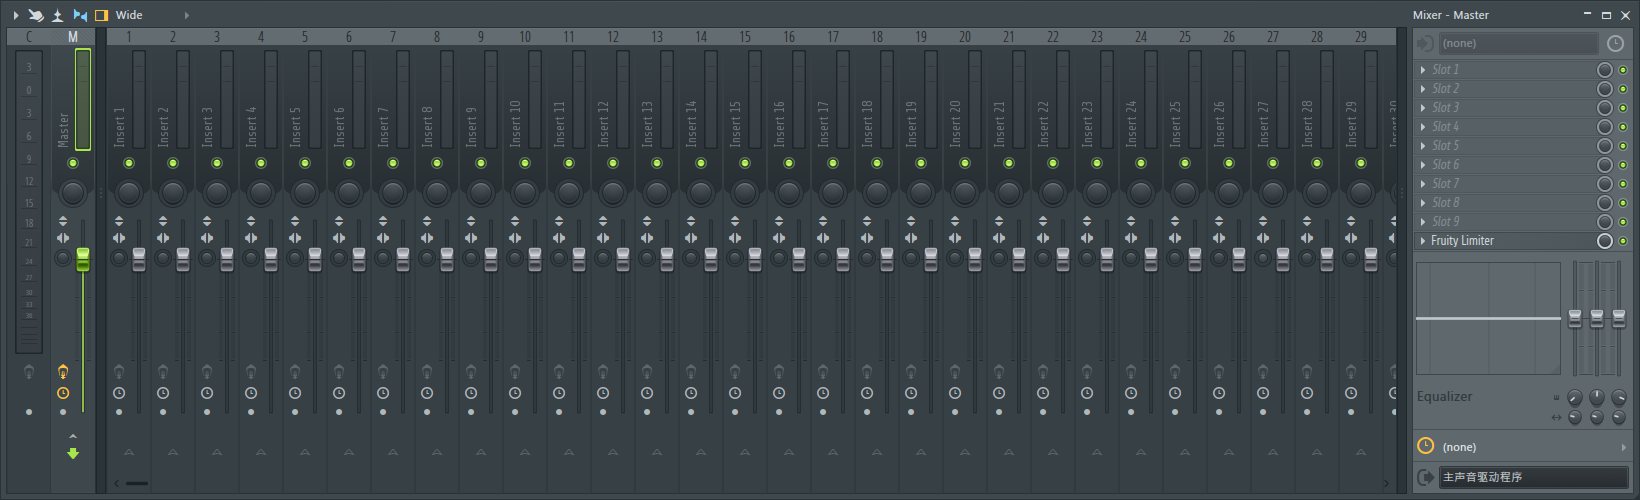 Wide
Mixer - Master
C M 1 2 3 4 5 6 7 8 9 10 11 12 13 14 15 16 17 18 19 20 21 22 23 24 25 26 27 28 29
(none)
3
0
3
6
9
12
15
18
21
24
27
30
33
36
Master
Insert 1
Insert 2
Insert 3
Insert 4
Insert 5
Insert 6
Insert 7
Insert 8
Insert 9
Insert 10
Insert 11
Insert 12
Insert 13
Insert 14
Insert 15
Insert 16
Insert 17
Insert 18
Insert 19
Insert 20
Insert 21
Insert 22
Insert 23
Insert 24
Insert 25
Insert 26
Insert 27
Insert 28
Insert 29
Slot 1
Slot 2
Slot 3
Slot 4
Slot 5
Slot 6
Slot 7
Slot 8
Slot 9
Fruity Limiter
Equalizer
(none)
主声音驱动程序